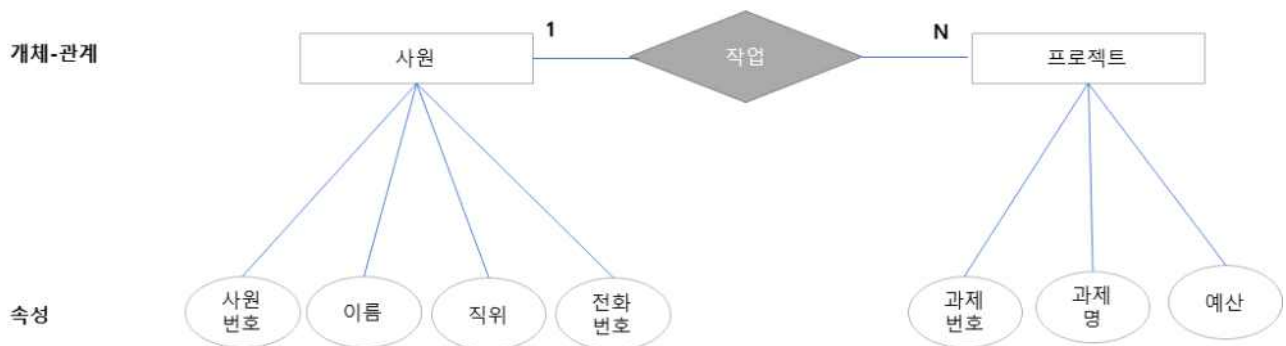 개체-관계
사원
1
작업
N
프로젝트
속성
사원
번호
이름
직위
전화
번호
과제
번호
과제
명
예산